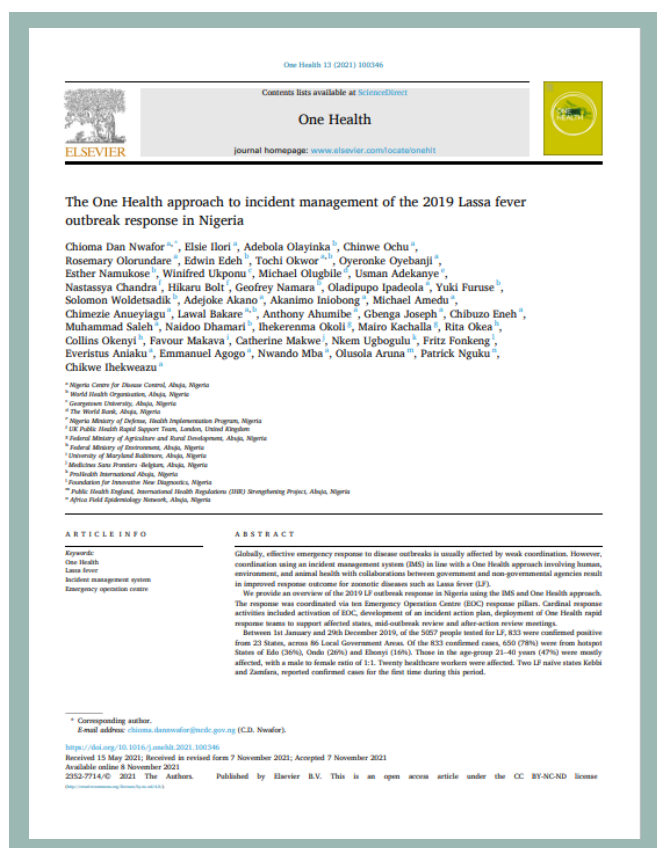 One Health 13 (2021) 100346
Contents lists available at ScienceDirect
One Health
journal homepage: www.elsevier.com/locate/onehlt
ELSEVIER
ONE
HEALTH
The One Health approach to incident management of the 2019 Lassa fever
outbreak response in Nigeria
Chioma Dan Nwafor a,*, Elsie Ilori a, Adebola Olayinka b, Chinwe Ochu a,
Rosemary Olorundare a, Edwin Edeh b, Tochi Okwor a,b, Oyeronke Oyebanji a,
Esther Namukose b, Winifred Ukponu c, Michael Olugbile d, Usman Adekanye e,
Nastassya Chandra f, Hikaru Bolt f, Geofrey Namara b, Oladipupo Ipadeola a, Yuki Furuse b,
Solomon Woldetsadik b, Adejoke Akano a, Akanimo Iniobong a, Michael Amedu a,
Chimezie Anueyiagu a, Lawal Bakare a,b, Anthony Ahumibe a, Gbenga Joseph a, Chibuzo Eneh a,
Muhammad Saleh a, Naidoo Dhamari b, Ihekerenma Okoli g, Mairo Kachalla g, Rita Okea h,
Collins Okenyi h, Favour Makava i, Catherine Makwe j, Nkem Ugbogulu k, Fritz Fonkeng l,
Everistus Aniaku a, Emmanuel Agogo a, Nwando Mba a, Olusola Aruna m, Patrick Nguku n,
Chikwe Ihekweazu a
a Nigeria Centre for Disease Control, Abuja, Nigeria
b World Health Organisation, Abuja, Nigeria
c Georgetown University, Abuja, Nigeria
d The World Bank, Abuja, Nigeria
e Nigeria Ministry of Defense, Health Implementation Program, Nigeria
f UK Public Health Rapid Support Team, London, United Kingdom
g Federal Ministry of Agriculture and Rural Development, Abuja, Nigeria
h Federal Ministry of Environment, Abuja, Nigeria
i University of Maryland Baltimore, Abuja, Nigeria
j Medicines Sans Frontiers -Belgium, Abuja, Nigeria
k ProHealth International Abuja, Nigeria
l Foundation for Innovative New Diagnostics, Nigeria
m Public Health England, International Health Regulations (IHR) Strengthening Project, Abuja, Nigeria
n Africa Field Epidemiology Network, Abuja, Nigeria
ARTICLE INFO
Keywords:
One Health
Lassa fever
Incident management system
Emergency operation centre
ABSTRACT
Globally, effective emergency response to disease outbreaks is usually affected by weak coordination. However,
coordination using an incident management system (IMS) in line with a One Health approach involving human,
environment, and animal health with collaborations between government and non-governmental agencies result
in improved response outcome for zoonotic diseases such as Lassa fever (LF).
We provide an overview of the 2019 LF outbreak response in Nigeria using the IMS and One Health approach.
The response was coordinated via ten Emergency Operation Centre (EOC) response pillars. Cardinal response
activities included activation of EOC, development of an incident action plan, deployment of One Health rapid
response teams to support affected states, mid-outbreak review and after-action review meetings.
Between 1st January and 29th December 2019, of the 5057 people tested for LF, 833 were confirmed positive
from 23 States, across 86 Local Government Areas. Of the 833 confirmed cases, 650 (78%) were from hotspot
States of Edo (36%), Ondo (26%) and Ebonyi (16%). Those in the age-group 21–40 years (47%) were mostly
affected, with a male to female ratio of 1:1. Twenty healthcare workers were affected. Two LF naïve states Kebbi
and Zamfara, reported confirmed cases for the first time during this period.
* Corresponding author.
E-mail address: chioma.dannwafor@ncdc.gov.ng (C.D. Nwafor).
https://doi.org/10.1016/j.onehlt.2021.100346
Received 15 May 2021; Received in revised form 7 November 2021; Accepted 7 November 2021
Available online 8 November 2021
2352-7714/© 2021 The Authors. Published by Elsevier B.V. This is an open access article under the CC BY-NC-ND license